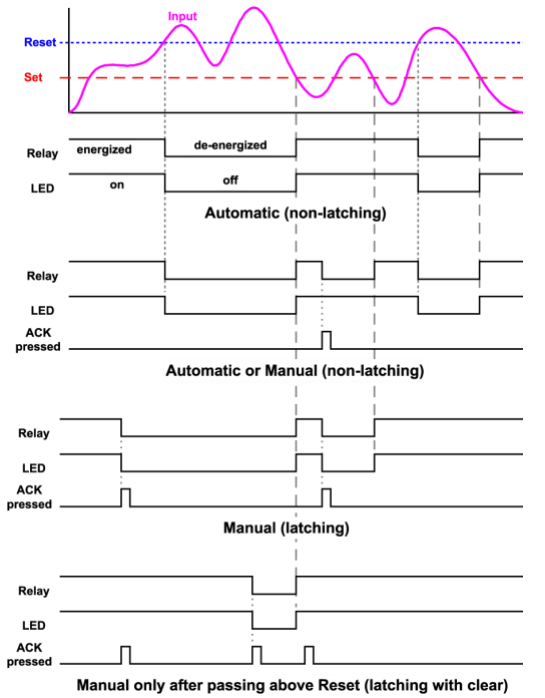 Input
Reset
Set
Relay energized de-energized
LED on off
Automatic (non-latching)
Relay
LED
ACK
pressed
Automatic or Manual (non-latching)
Relay
LED
ACK
pressed
Manual (latching)
Relay
LED
ACK
pressed
Manual only after passing above Reset (latching with clear)